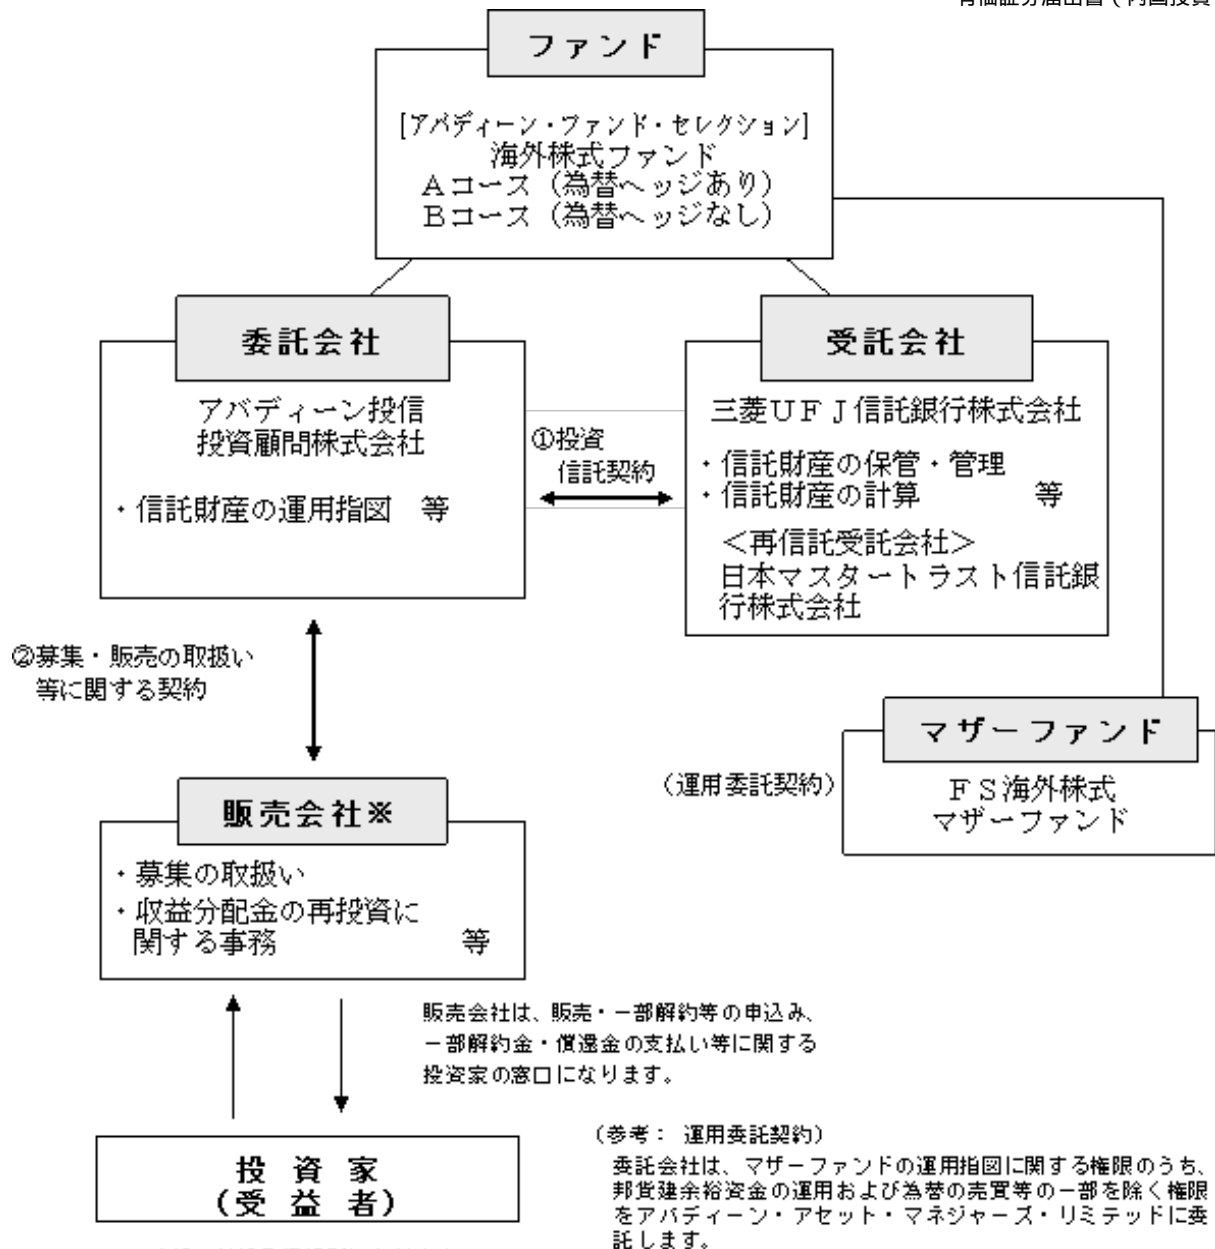 ファンド
[アバディーン・ファンド・セレクション]
海外株式ファンド
Ａコース（為替ヘッジあり）
Ｂコース（為替ヘッジなし）
委託会社
アバディーン投信
投資顧問株式会社
・信託財産の運用指図　等
①投資
信託契約
受託会社
三菱ＵＦＪ信託銀行株式会社
・信託財産の保管・管理
・信託財産の計算　　　　等
＜再信託受託会社＞
日本マスタートラスト信託銀
行株式会社
②募集・販売の取扱い
等に関する契約
マザーファンド
（運用委託契約）
ＦＳ海外株式
マザーファンド
販売会社※
・募集の取扱い
・収益分配金の再投資に
関する事務　　　　　　等
販売会社は、販売・一部解約等の申込み、
一部解約金・償還金の支払い等に関する
投資家の窓口になります。
投　資　家
（受　益　者）
（参考：　運用委託契約）
委託会社は、マザーファンドの運用指図に関する権限のうち、
邦貨建余裕資金の運用および為替の売買等の一部を除く権限
をアバディーン・アセット・マネジャーズ・リミテッドに委
託します。